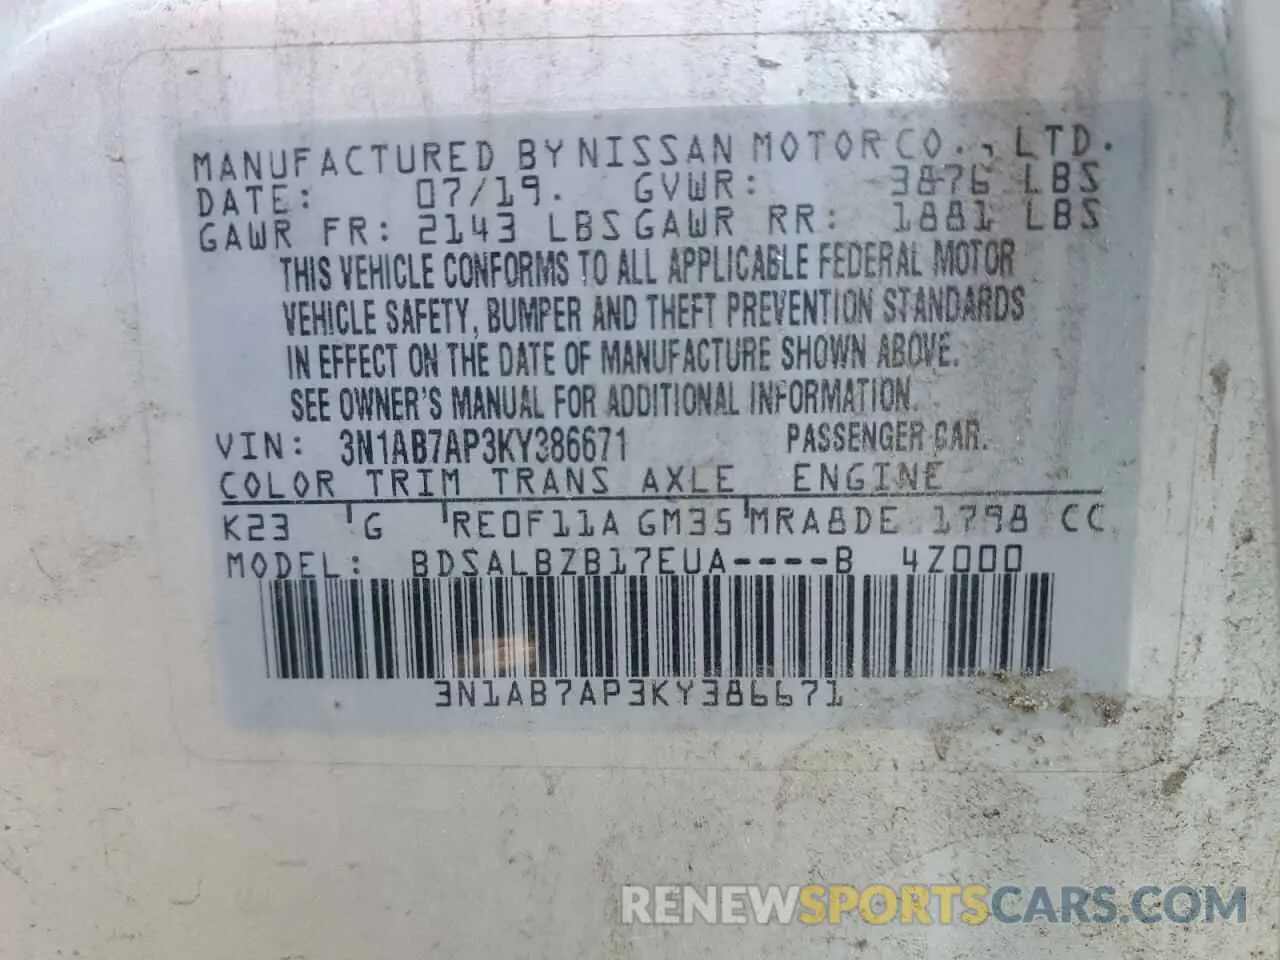 MANUFACTURED BY NISSAN MOTOR CO., LTD.
DATE: 07/19. GVWR: 3876 LBS
GAWR FR: 2143 LBS GAWR RR: 1881 LBS
THIS VEHICLE CONFORMS TO ALL APPLICABLE FEDERAL MOTOR
VEHICLE SAFETY, BUMPER AND THEFT PREVENTION STANDARDS
IN EFFECT ON THE DATE OF MANUFACTURE SHOWN ABOVE.
SEE OWNER'S MANUAL FOR ADDITIONAL INFORMATION.
VIN: 3N1AB7AP3KY386671 PASSENGER CAR.
COLOR TRIM TRANS AXLE ENGINE
K23 G RE0F11A GM35 MRA8DE 1798 CC
MODEL: BDSALBZB17EUA----B 4Z000
3N1AB7AP3KY386671
RENEWSPORTSCARS.COM